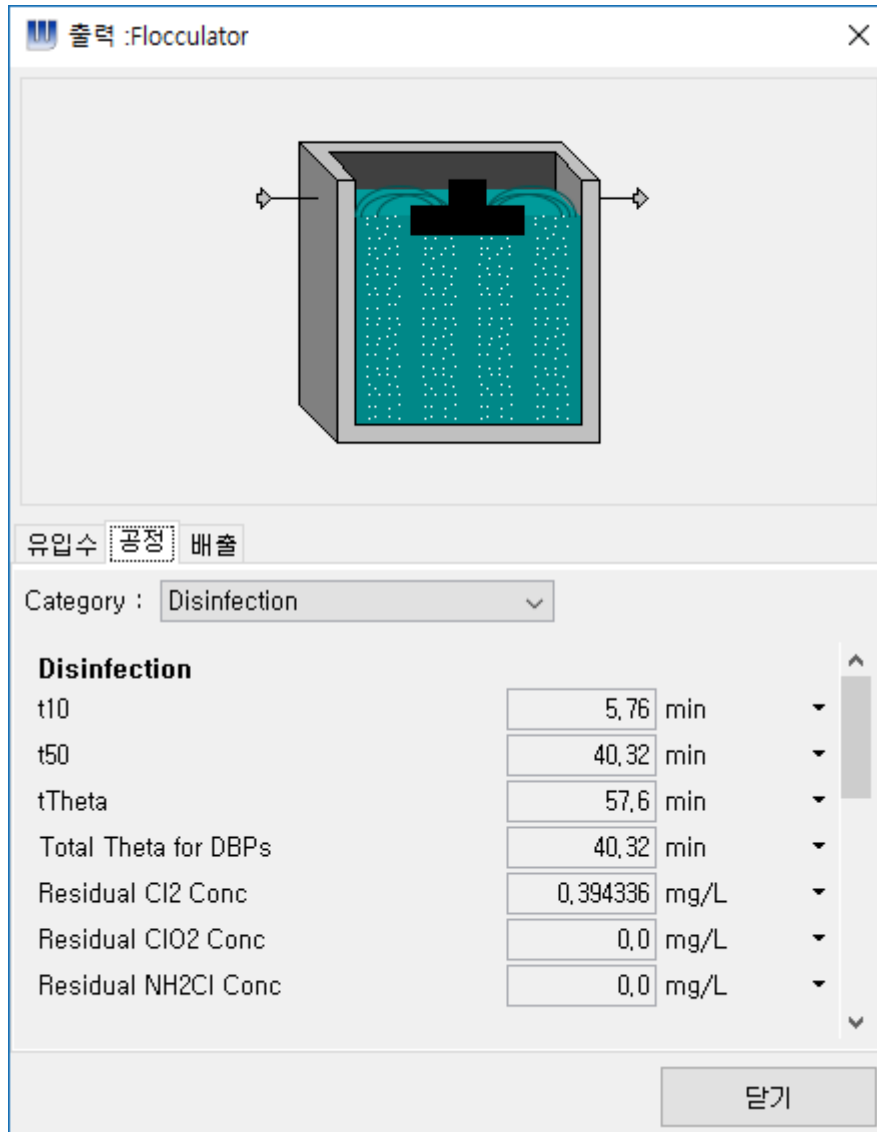 출력 :Flocculator
유입수 공정 배출
Category : Disinfection
Disinfection
t10 5,76 min
t50 40,32 min
tTheta 57,6 min
Total Theta for DBPs 40,32 min
Residual Cl2 Conc 0,394336 mg/L
Residual ClO2 Conc 0,0 mg/L
Residual NH2Cl Conc 0,0 mg/L
닫기